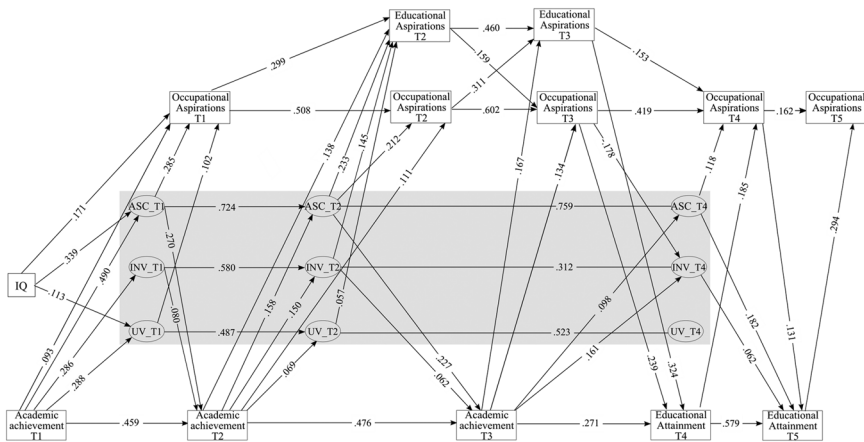 Educational
Aspirations
T2
.460
Educational
Aspirations
T3
.299
.159
.153
.311
Occupational
Aspirations
T1
.508
Occupational
Aspirations
T2
.602
Occupational
Aspirations
T3
.419
Occupational
Aspirations
T4
.162
Occupational
Aspirations
T5
.285
.102
.138
.233
.145
.212
.111
.167
.134
.178
.118
.185
.171
.339
.490
ASC_T1
.724
ASC_T2
.759
ASC_T4
.270
.294
IQ
INV_T1
.580
INV_T2
.312
INV_T4
.113
.080
.158
.150
.057
.098
UV_T1
.487
UV_T2
.523
UV_T4
.093
.286
.288
.069
.227
.062
.161
.239
.324
.182
.062
.131
Academic
achievement
T1
.459
Academic
achievement
T2
.476
Academic
achievement
T3
.271
Educational
Attainment
T4
.579
Educational
Attainment
T5